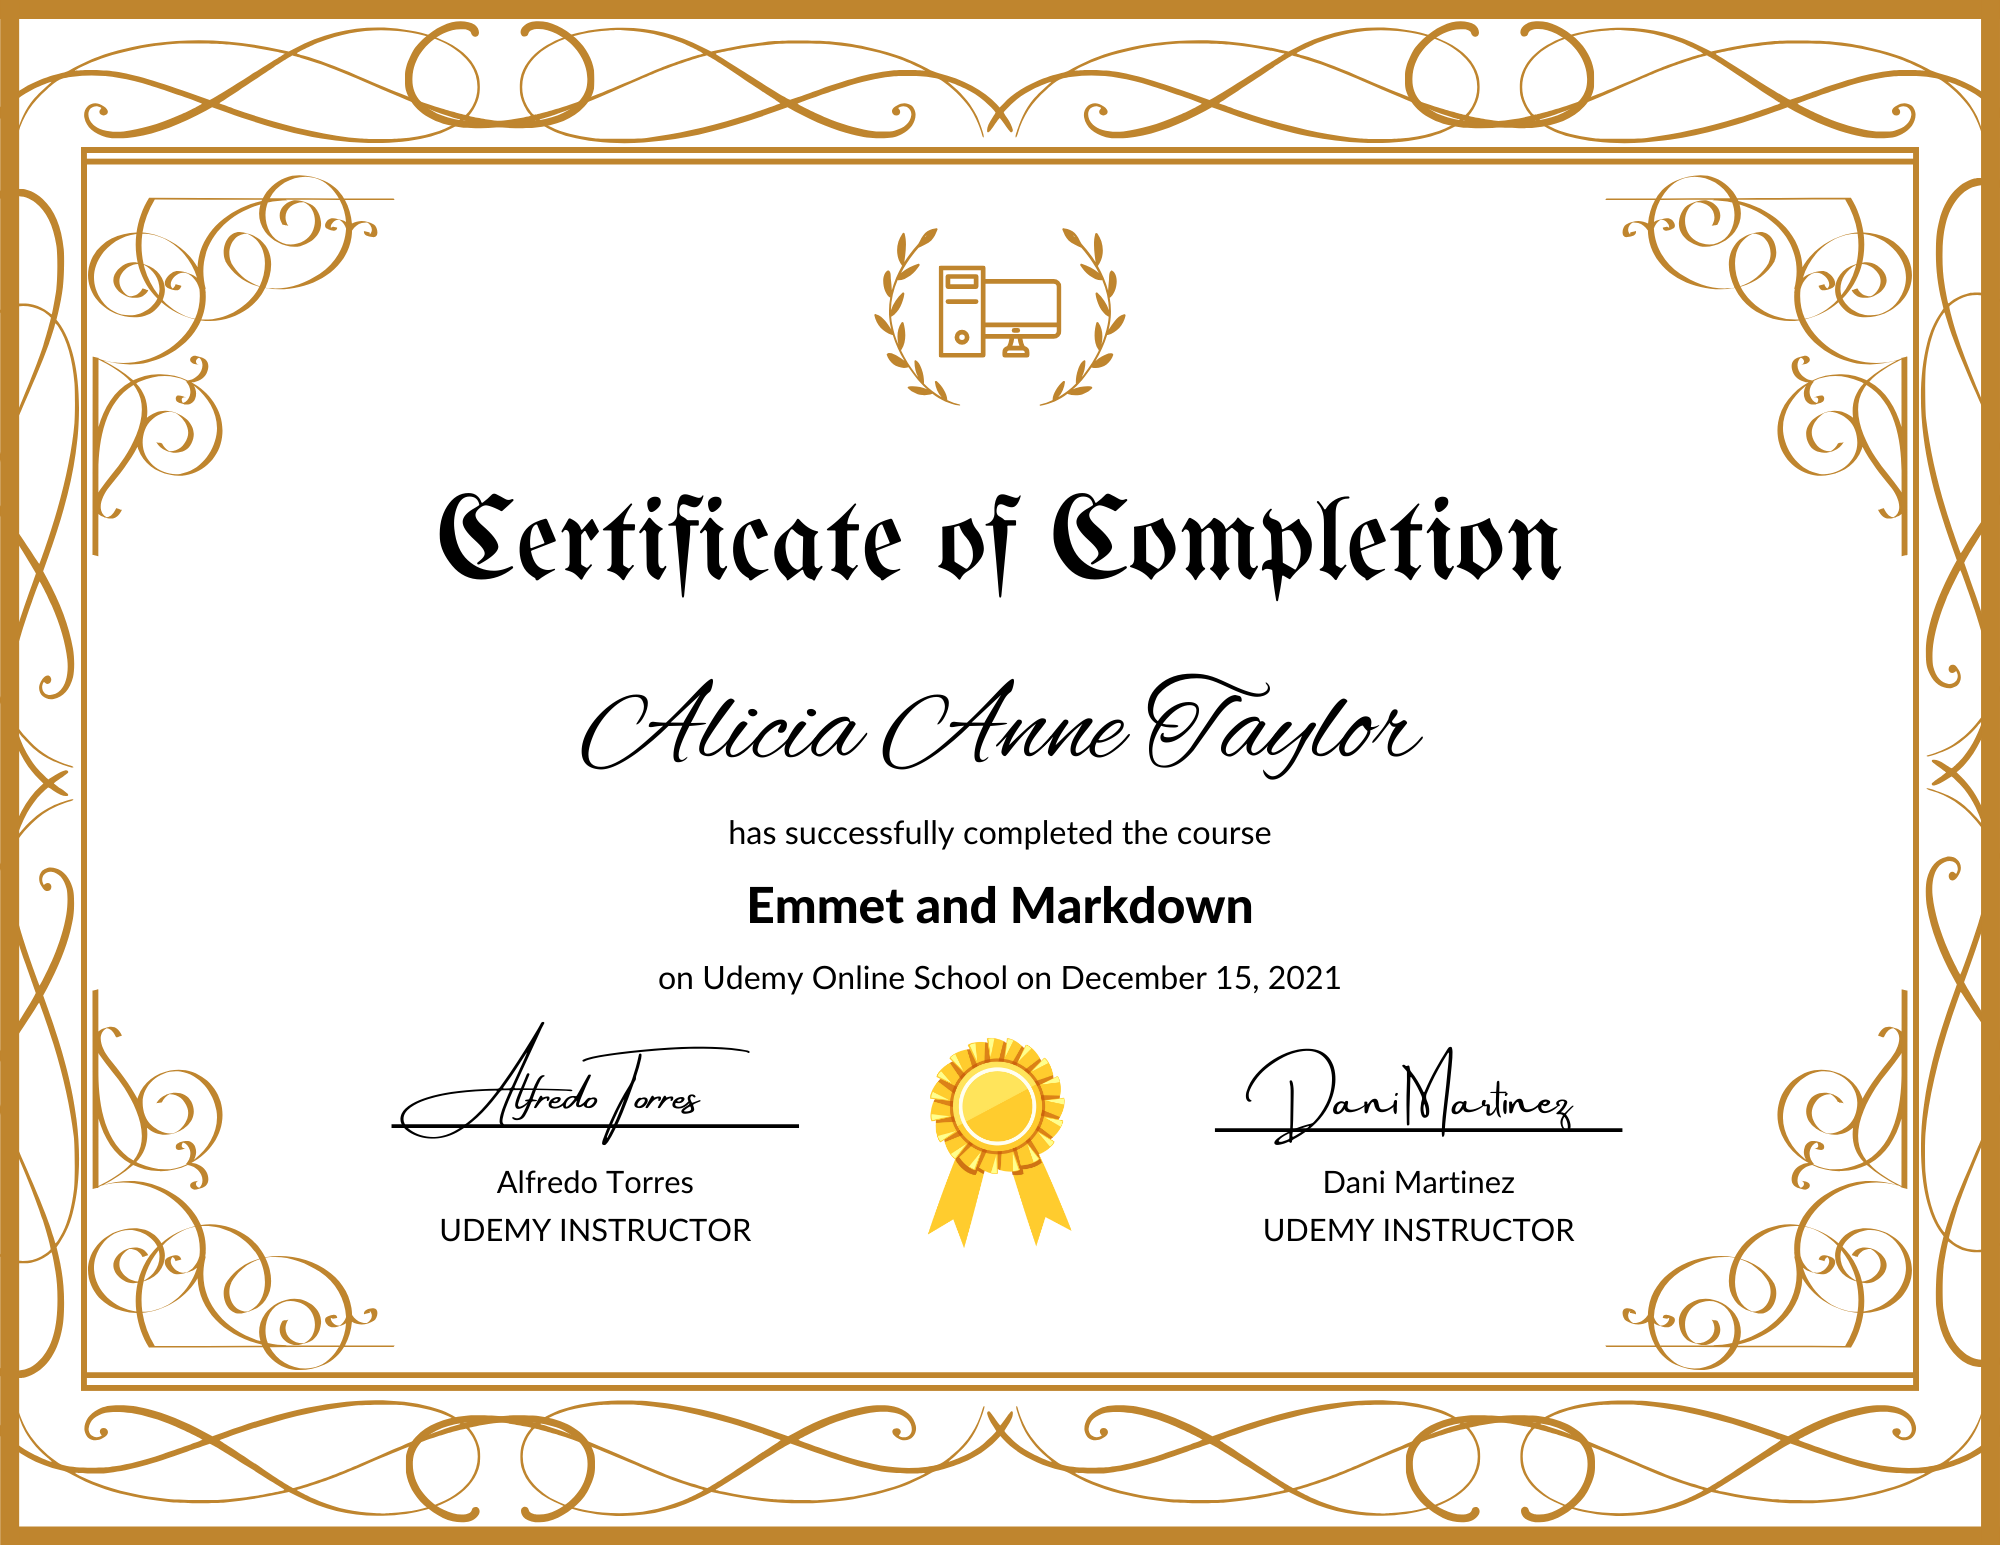 Certificate of Completion
Alicia Anne Taylor
has successfully completed the course
Emmet and Markdown
on Udemy Online School on December 15, 2021
Alfredo Torres
Alfredo Torres
UDEMY INSTRUCTOR
Dani Martinez
Dani Martinez
UDEMY INSTRUCTOR